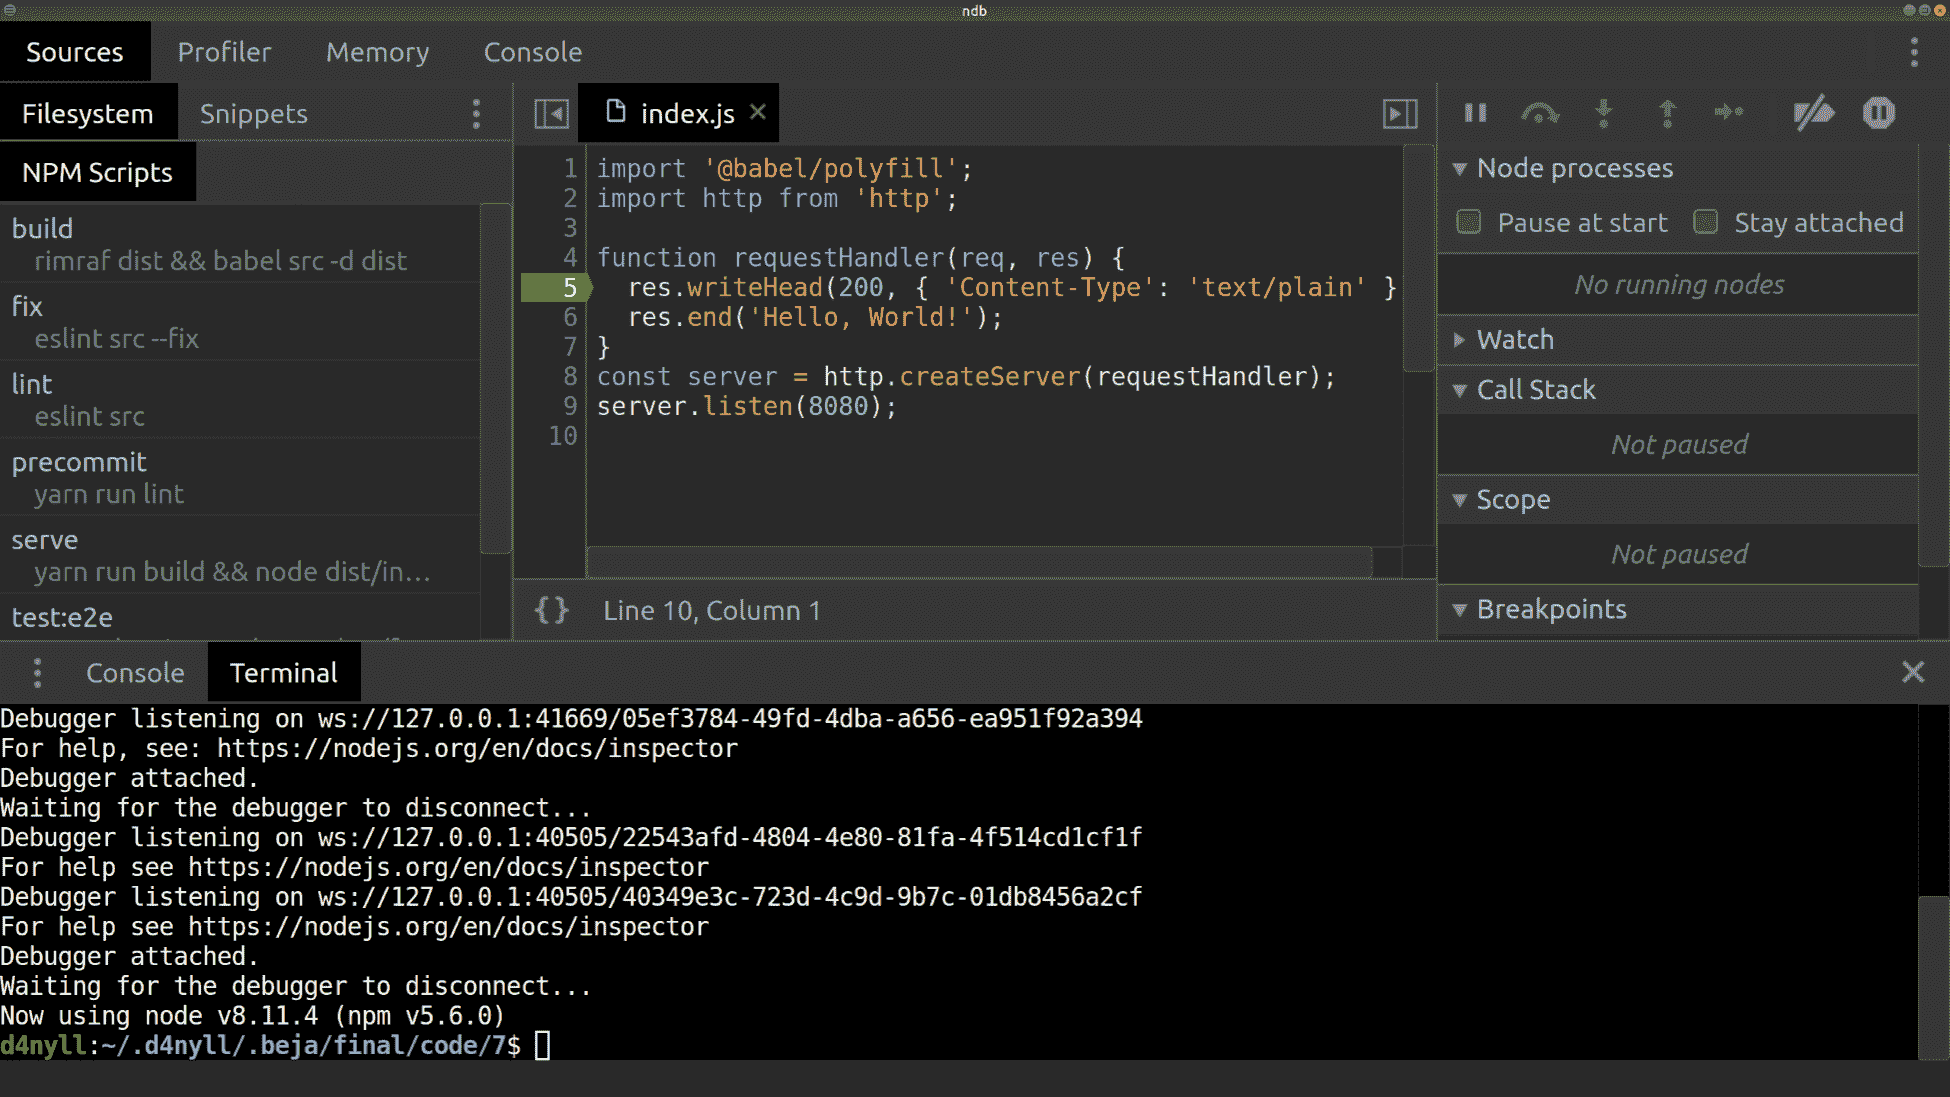 ndb
Sources Profiler Memory Console
Filesystem Snippets
NPM Scripts
build
rimraf dist && babel src -d dist
fix
eslint src --fix
lint
eslint src
precommit
yarn run lint
serve
yarn run build && node dist/in…
test:e2e
index.js
1 import '@babel/polyfill';
2 import http from 'http';
3
4 function requestHandler(req, res) {
5 res.writeHead(200, { 'Content-Type': 'text/plain' }
6 res.end('Hello, World!');
7 }
8 const server = http.createServer(requestHandler);
9 server.listen(8080);
10
{} Line 10, Column 1
Node processes
Pause at start Stay attached
No running nodes
Watch
Call Stack
Not paused
Scope
Not paused
Breakpoints
Console Terminal
Debugger listening on ws://127.0.0.1:41669/05ef3784-49fd-4dba-a656-ea951f92a394
For help, see: https://nodejs.org/en/docs/inspector
Debugger attached.
Waiting for the debugger to disconnect...
Debugger listening on ws://127.0.0.1:40505/22543afd-4804-4e80-81fa-4f514cd1cf1f
For help see https://nodejs.org/en/docs/inspector
Debugger listening on ws://127.0.0.1:40505/40349e3c-723d-4c9d-9b7c-01db8456a2cf
For help see https://nodejs.org/en/docs/inspector
Debugger attached.
Waiting for the debugger to disconnect...
Now using node v8.11.4 (npm v5.6.0)
d4nyll:~/.d4nyll/.beja/final/code/7$